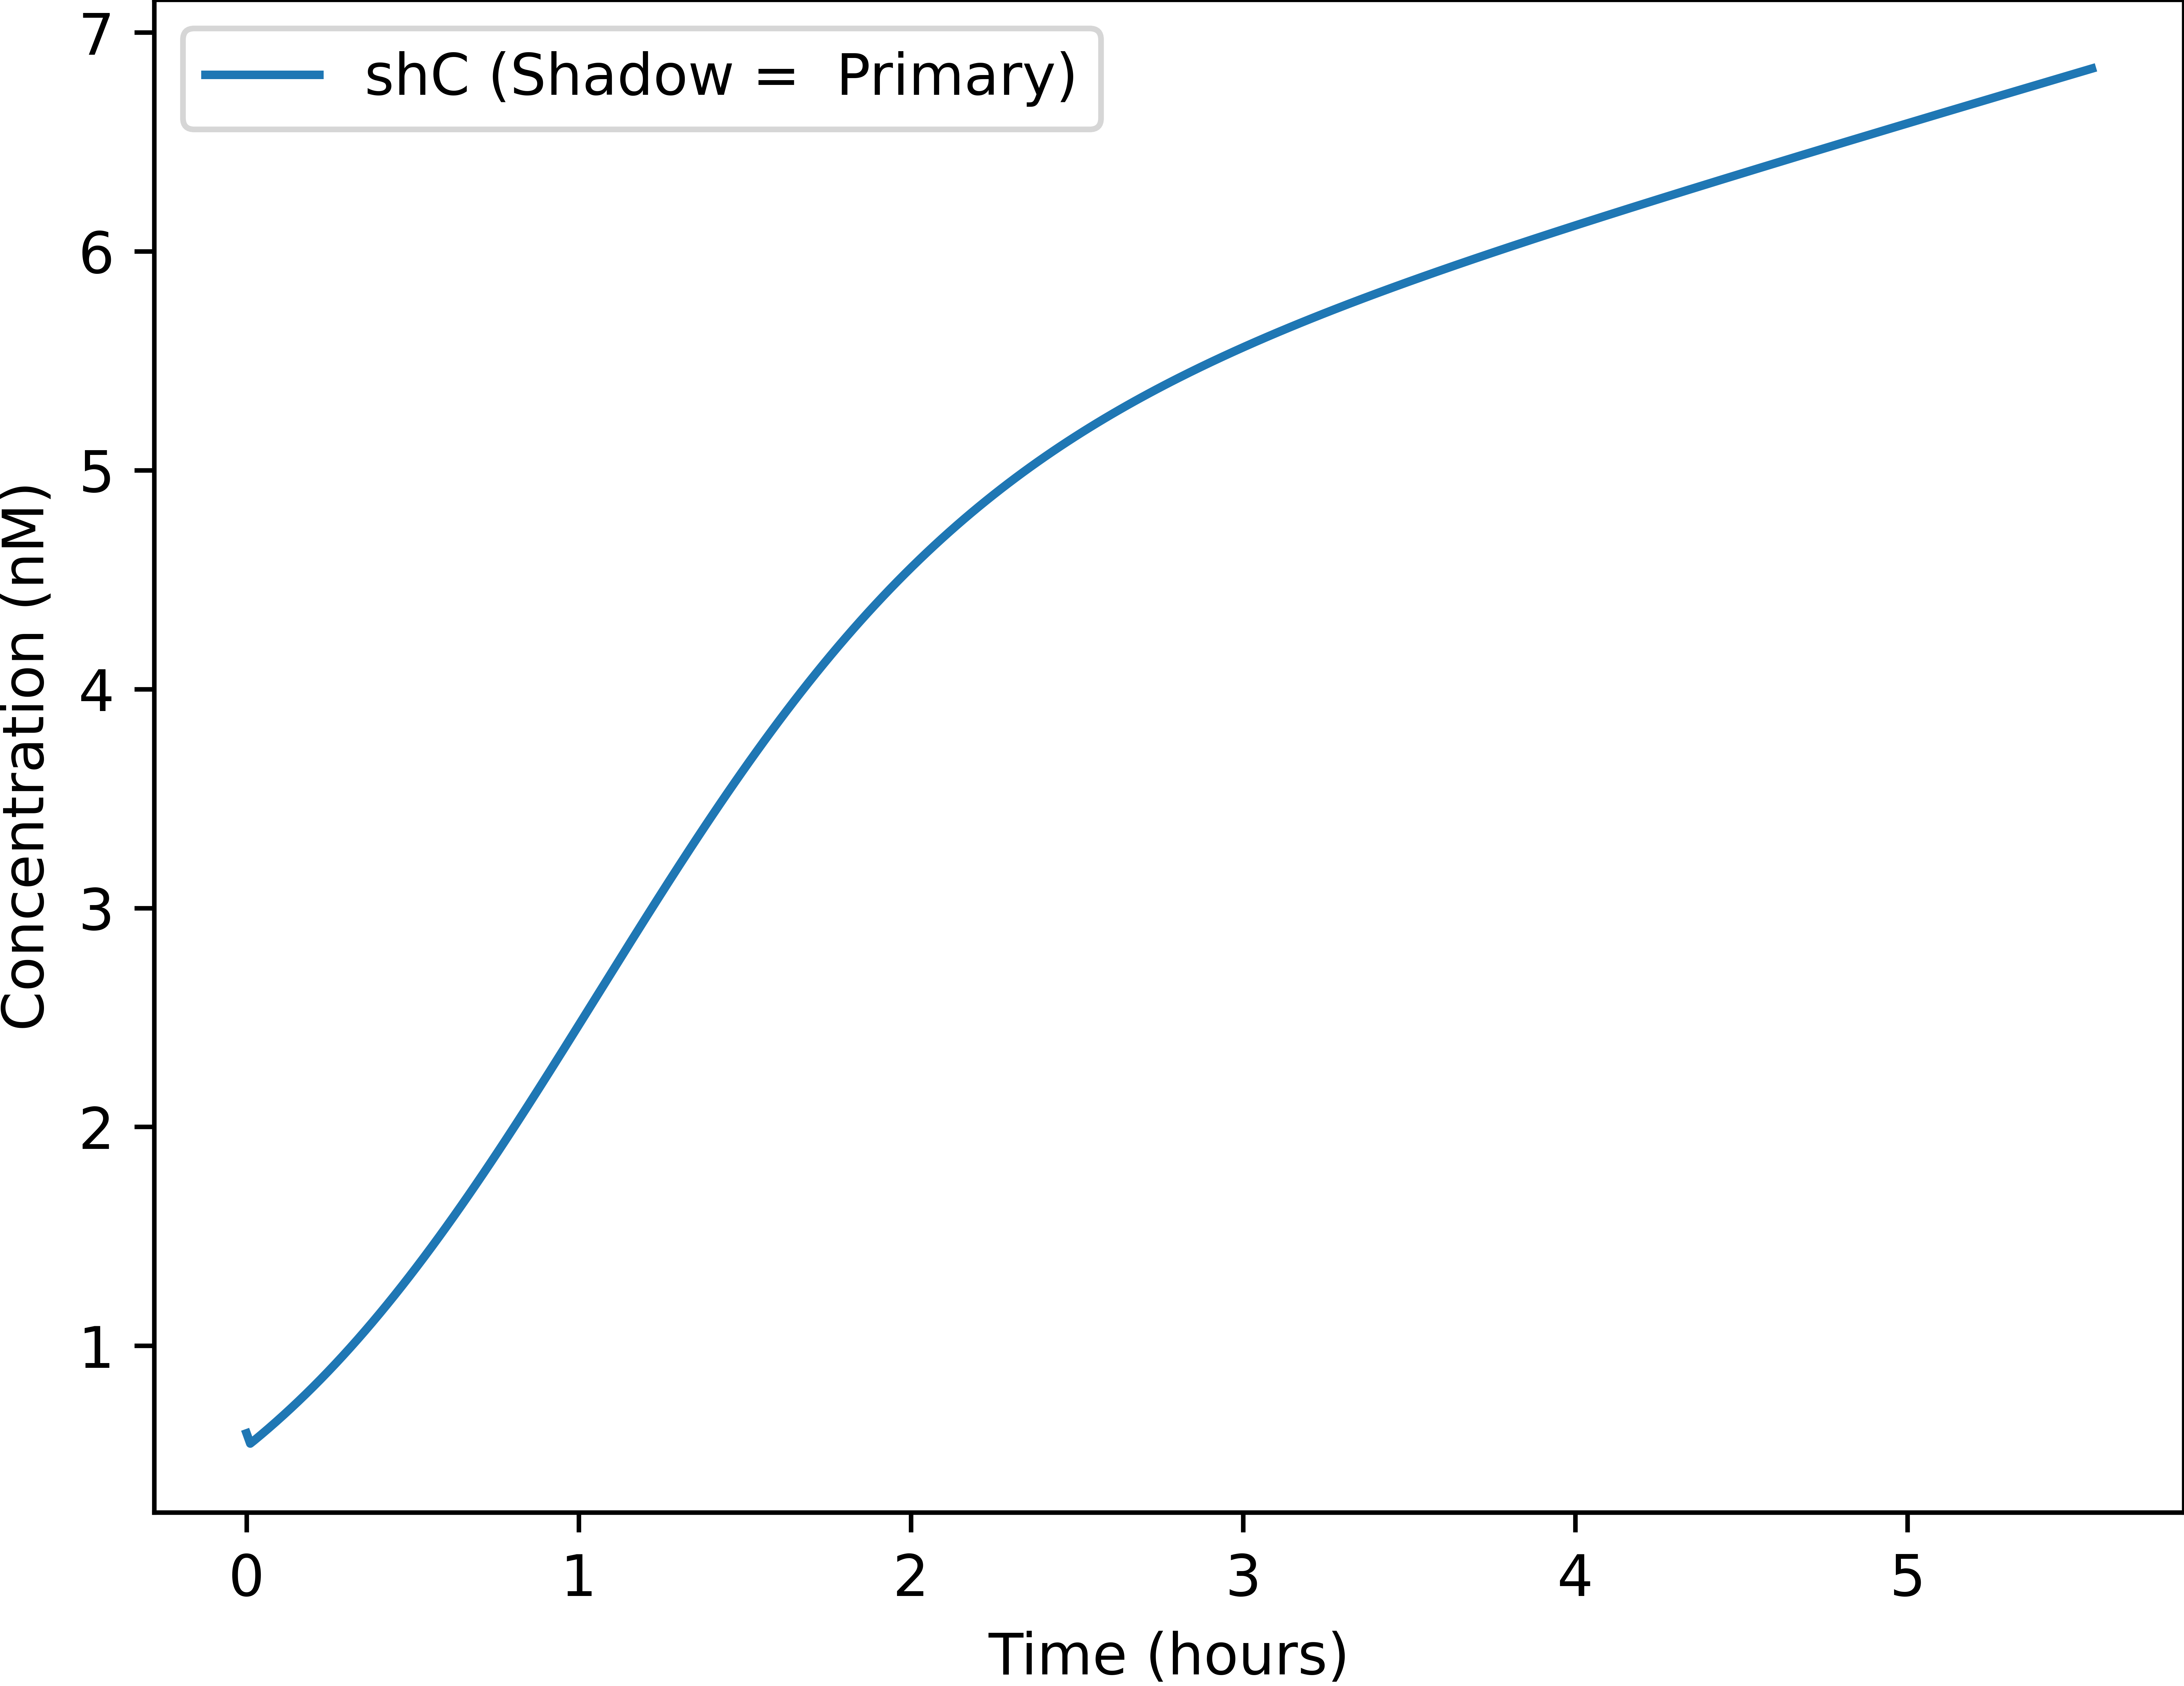 shC (Shadow =  Primary)
7
6
5
4
3
2
1
Concentration (nM)
0 1 2 3 4 5
Time (hours)